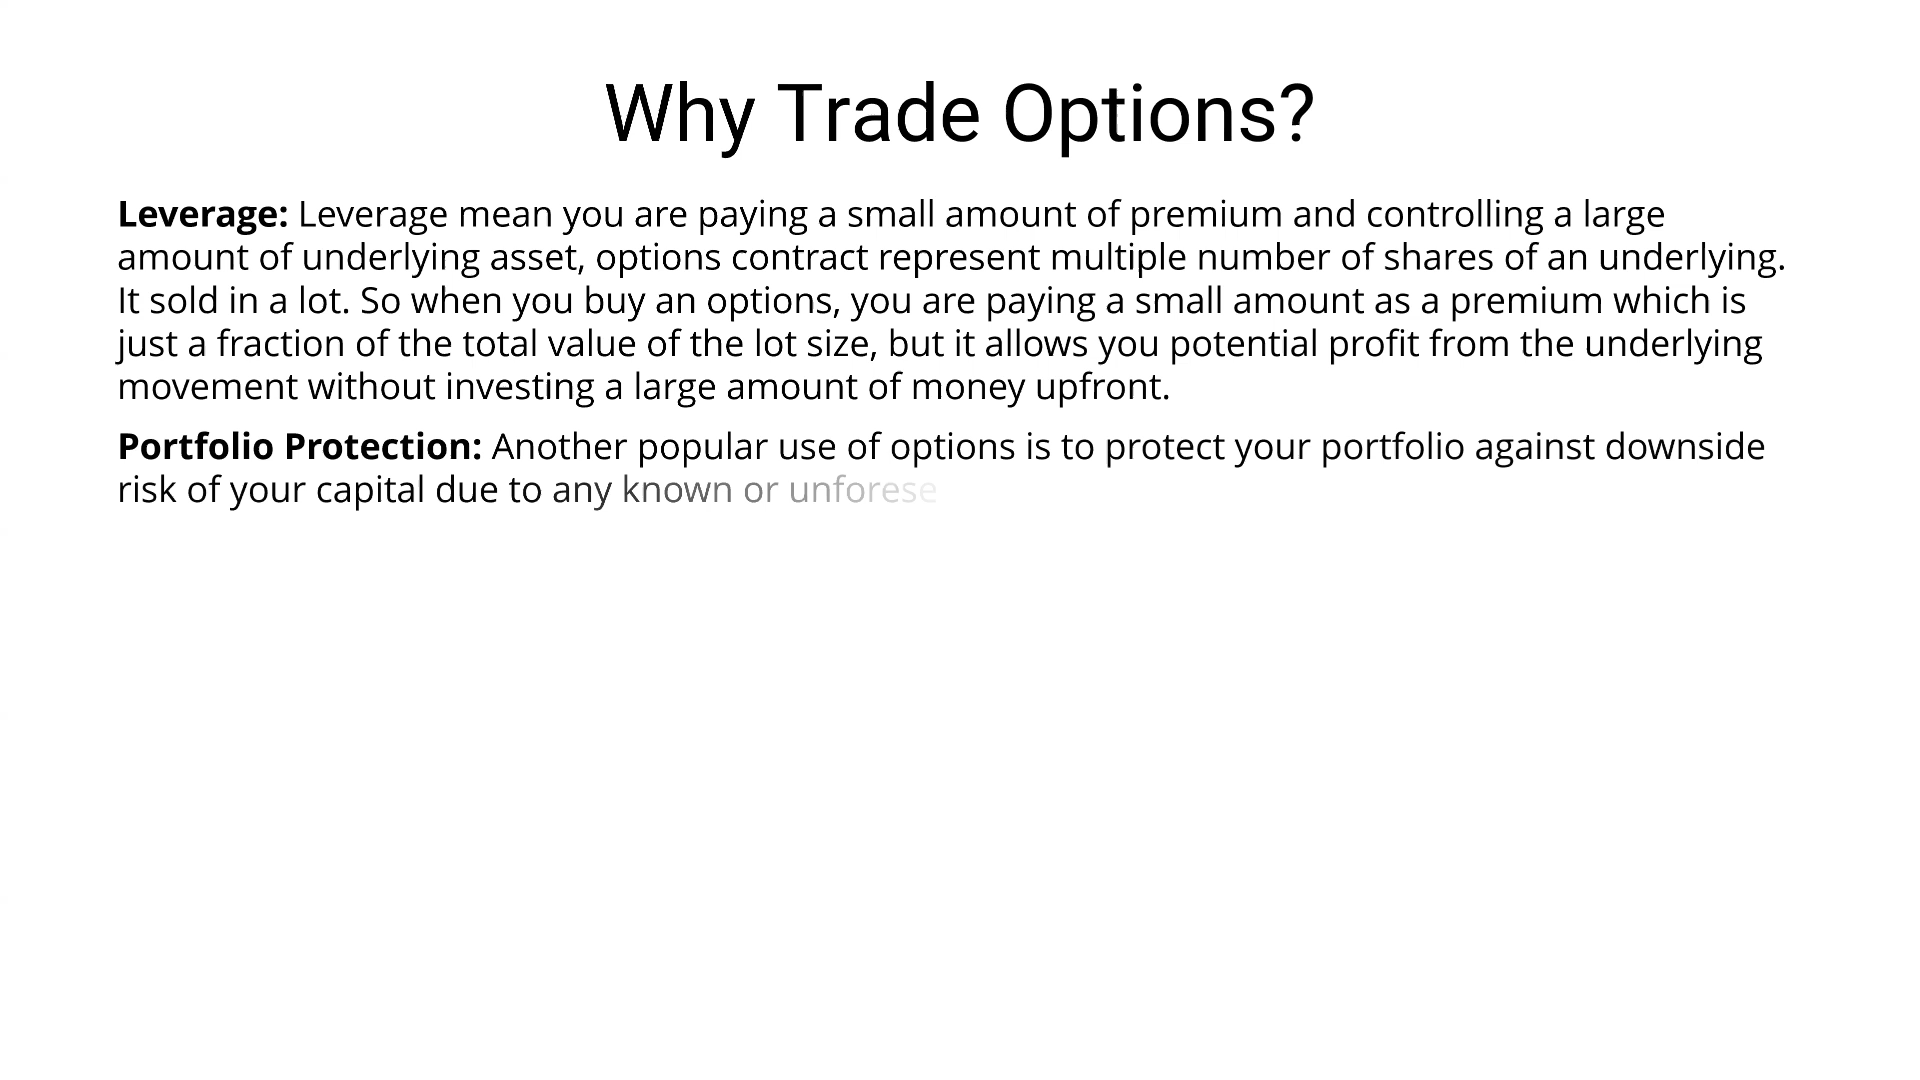 Why Trade Options?
Leverage: Leverage mean you are paying a small amount of premium and controlling a large
amount of underlying asset, options contract represent multiple number of shares of an underlying.
It sold in a lot. So when you buy an options, you are paying a small amount as a premium which is
just a fraction of the total value of the lot size, but it allows you potential profit from the underlying
movement without investing a large amount of money upfront.
Portfolio Protection: Another popular use of options is to protect your portfolio against downside
risk of your capital due to any known or unforese